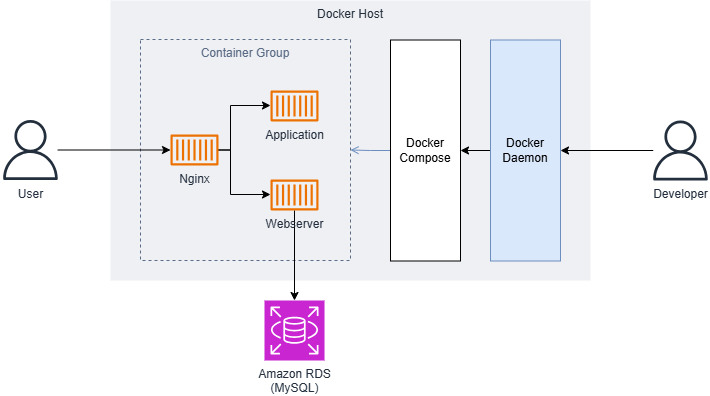 Docker Host
Container Group
Application
Nginx
Webserver
Docker
Compose
Docker
Daemon
User
Developer
Amazon RDS
(MySQL)